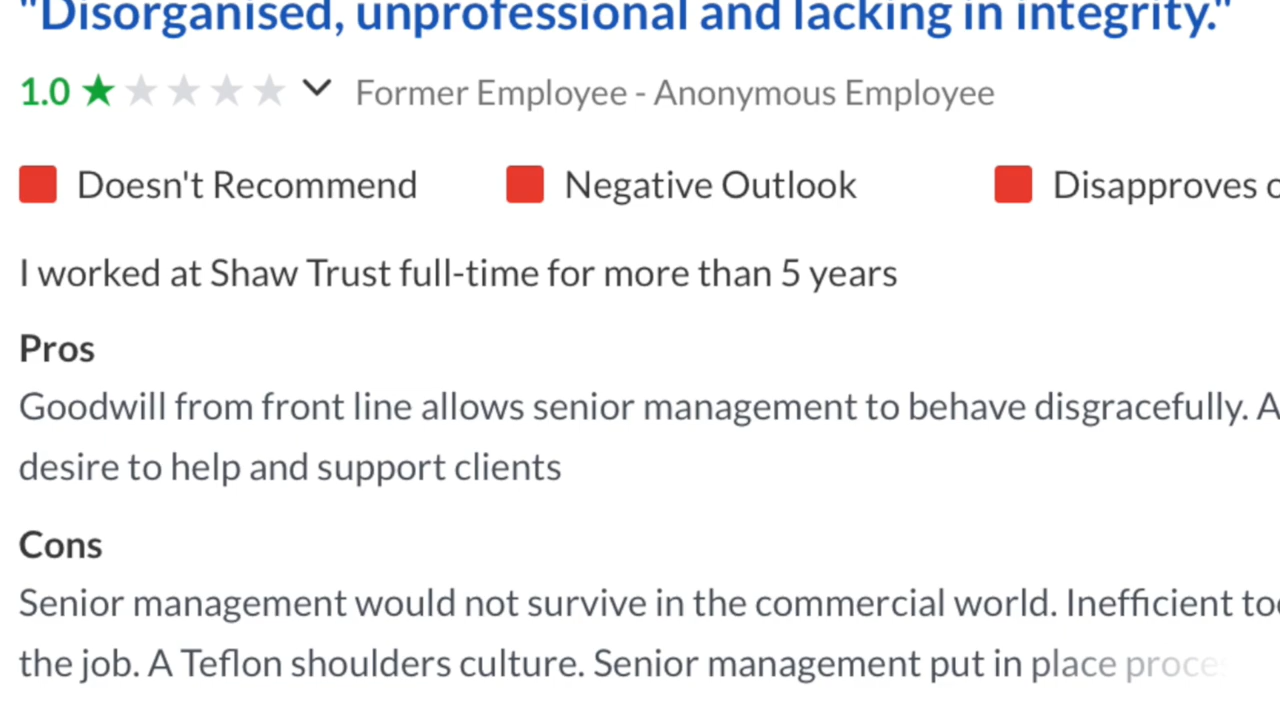 "Disorganised, unprofessional and lacking in integrity."
1.0 Former Employee - Anonymous Employee
Doesn't Recommend Negative Outlook Disapproves
I worked at Shaw Trust full-time for more than 5 years
Pros
Goodwill from front line allows senior management to behave disgracefully. A
desire to help and support clients
Cons
Senior management would not survive in the commercial world. Inefficient
the job. A Teflon shoulders culture. Senior management put in place